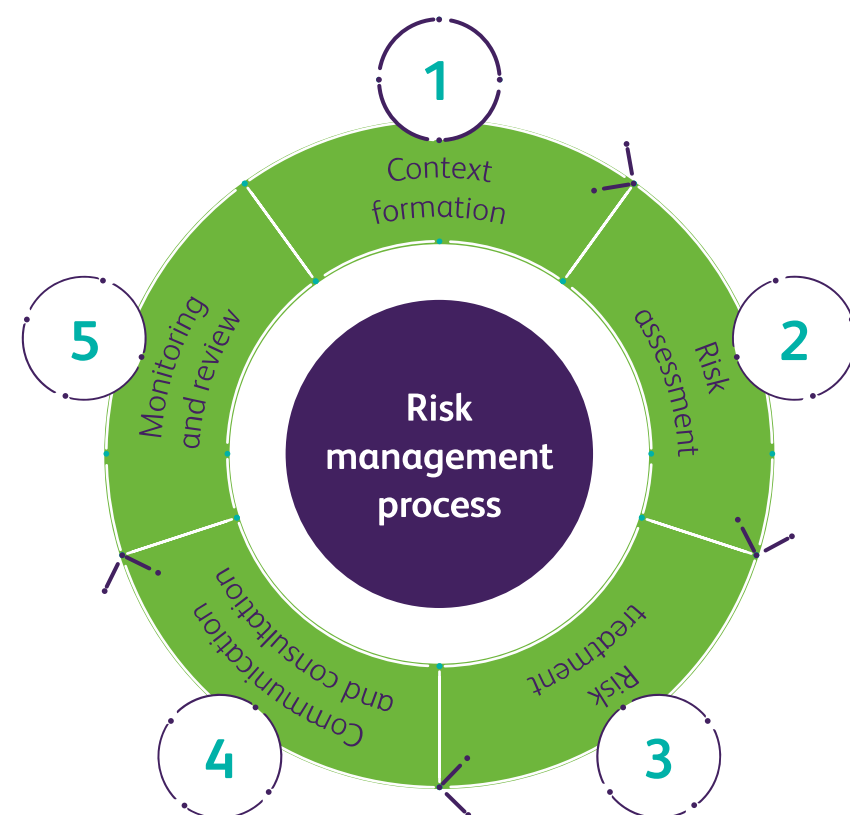 1
Context
formation
2
Risk
assessment
3
Risk
treatment
4
Communication
and consultation
5
Monitoring
and review
Risk
management
process